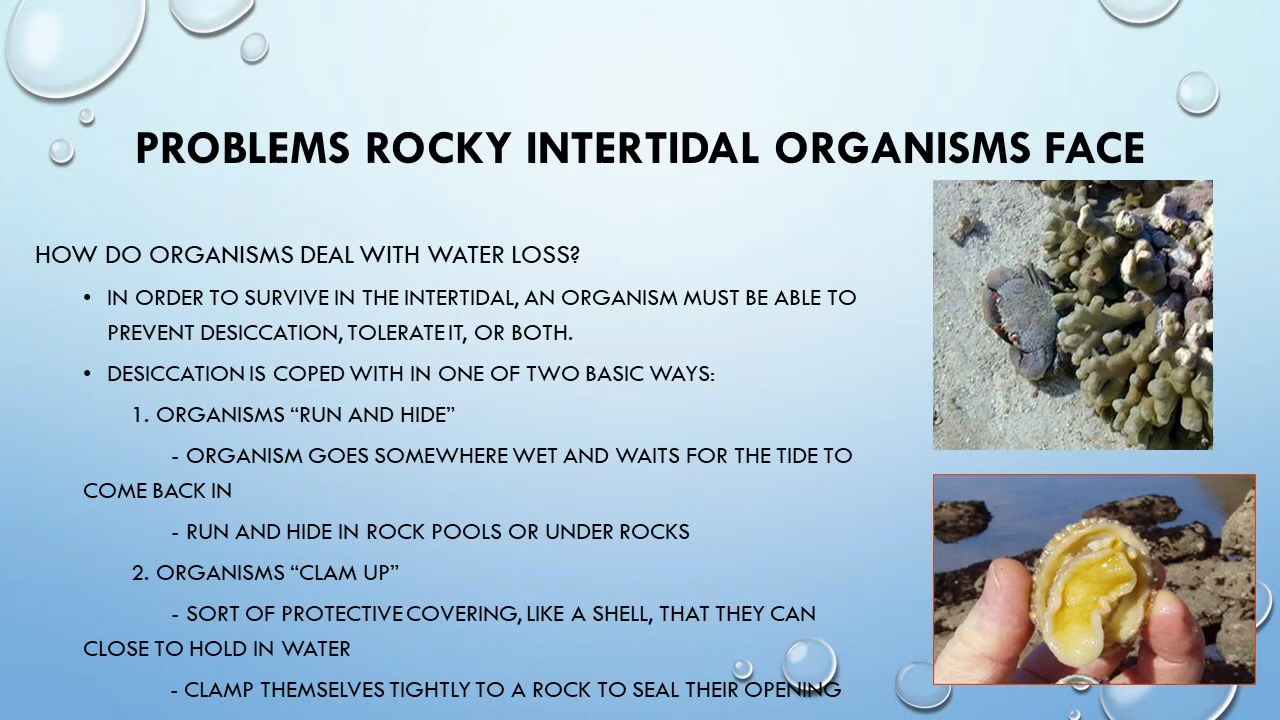 PROBLEMS ROCKY INTERTIDAL ORGANISMS FACE
HOW DO ORGANISMS DEAL WITH WATER LOSS?
• IN ORDER TO SURVIVE IN THE INTERTIDAL, AN ORGANISM MUST BE ABLE TO
PREVENT DESICCATION, TOLERATE IT, OR BOTH.
• DESICCATION IS COPED WITH IN ONE OF TWO BASIC WAYS:
1. ORGANISMS “RUN AND HIDE”
- ORGANISM GOES SOMEWHERE WET AND WAITS FOR THE TIDE TO
COME BACK IN
- RUN AND HIDE IN ROCK POOLS OR UNDER ROCKS
2. ORGANISMS “CLAM UP”
- SORT OF PROTECTIVE COVERING, LIKE A SHELL, THAT THEY CAN
CLOSE TO HOLD IN WATER
- CLAMP THEMSELVES TIGHTLY TO A ROCK TO SEAL THEIR OPENING